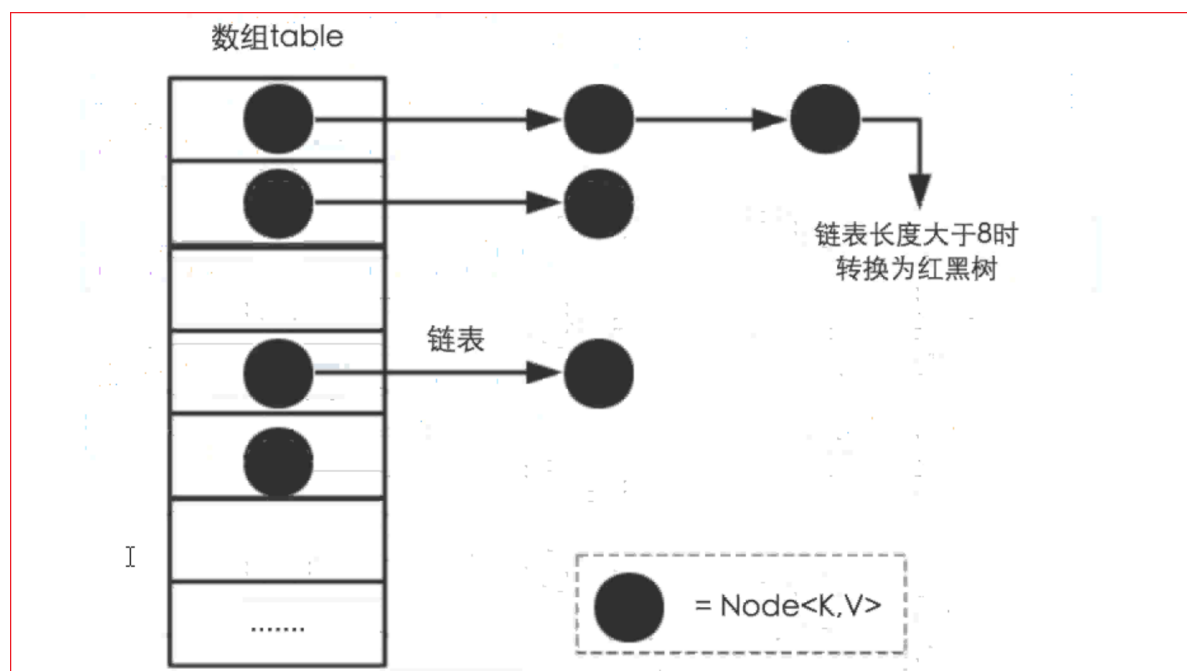 数组table
链表长度大于8时
转换为红黑树
链表
.......
= Node<K,V>